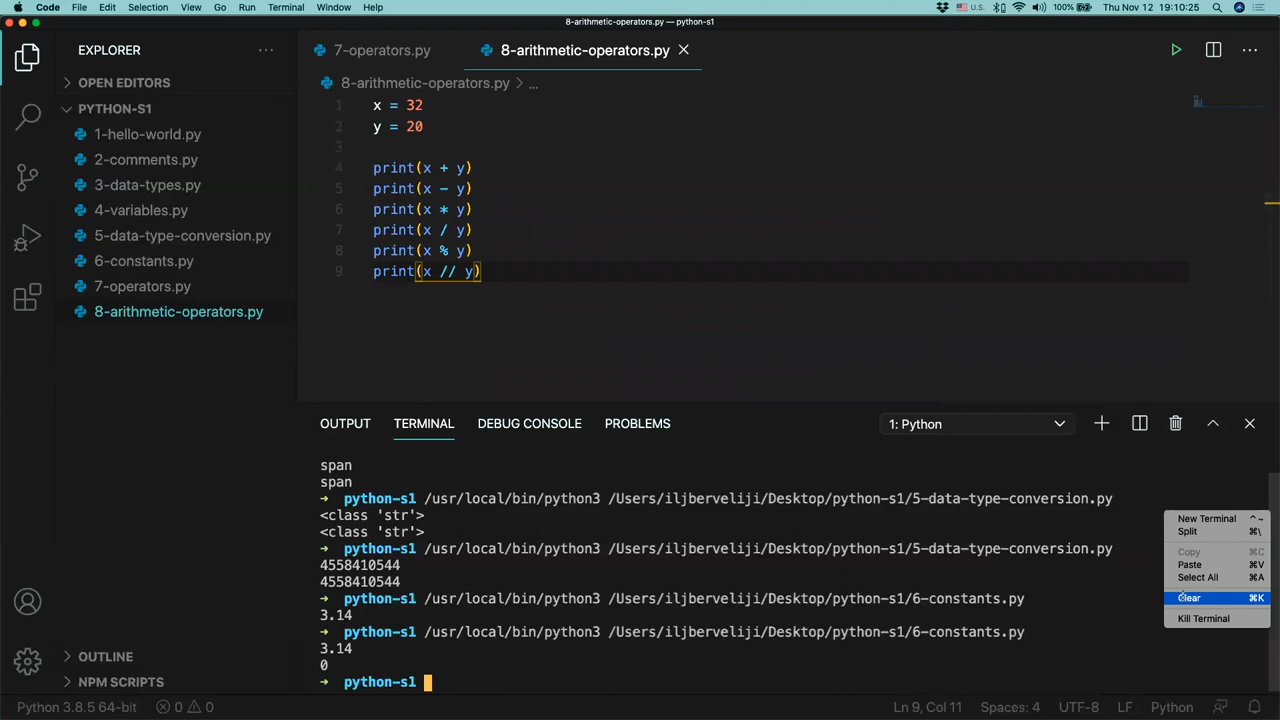 Code File Edit Selection View Go Run Terminal Window Help U.S. 100% Thu Nov 12 19:10:25
8-arithmetic-operators.py — python-s1
EXPLORER
OPEN EDITORS
PYTHON-S1
1-hello-world.py
2-comments.py
3-data-types.py
4-variables.py
5-data-type-conversion.py
6-constants.py
7-operators.py
8-arithmetic-operators.py
OUTLINE
NPM SCRIPTS
7-operators.py 8-arithmetic-operators.py
8-arithmetic-operators.py > ...
1 x = 32
2 y = 20
3
4 print(x + y)
5 print(x - y)
6 print(x * y)
7 print(x / y)
8 print(x % y)
9 print(x // y)
OUTPUT TERMINAL DEBUG CONSOLE PROBLEMS 1: Python
span
span
→ python-s1 /usr/local/bin/python3 /Users/iljberveliji/Desktop/python-s1/5-data-type-conversion.py
<class 'str'>
<class 'str'>
→ python-s1 /usr/local/bin/python3 /Users/iljberveliji/Desktop/python-s1/5-data-type-conversion.py
4558410544
4558410544
→ python-s1 /usr/local/bin/python3 /Users/iljberveliji/Desktop/python-s1/6-constants.py
3.14
→ python-s1 /usr/local/bin/python3 /Users/iljberveliji/Desktop/python-s1/6-constants.py
3.14
0
→ python-s1
New Terminal ⌃~
Split ⌘\
Copy ⌘C
Paste ⌘V
Select All ⌘A
Clear ⌘K
Kill Terminal
Python 3.8.5 64-bit 0 0 Ln 9, Col 11 Spaces: 4 UTF-8 LF Python